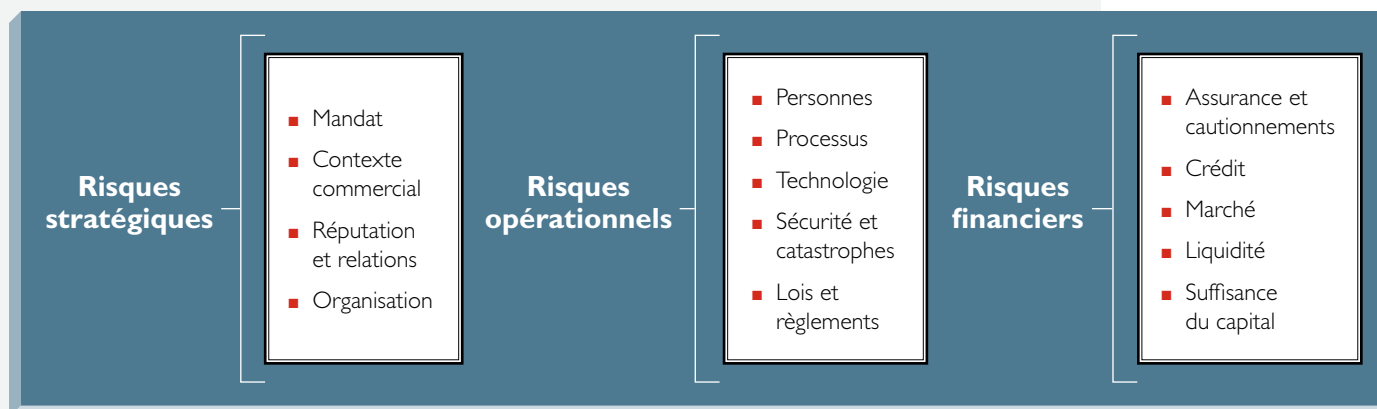 Risques
stratégiques
■ Mandat
■ Contexte
commercial
■ Réputation
et relations
■ Organisation
Risques
opérationnels
■ Personnes
■ Processus
■ Technologie
■ Sécurité et
catastrophes
■ Lois et
règlements
Risques
financiers
■ Assurance et
cautionnements
■ Crédit
■ Marché
■ Liquidité
■ Suffisance
du capital